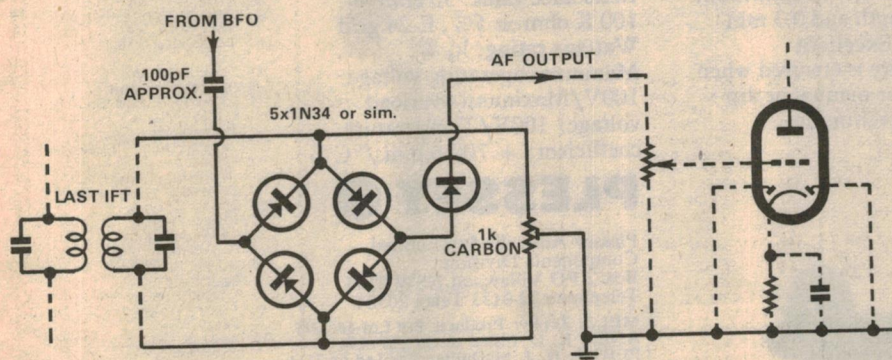 FROM BFO
100pF
APPROX.
AF OUTPUT
5x1N34 or sim.
LAST IFT
1k
CARBON